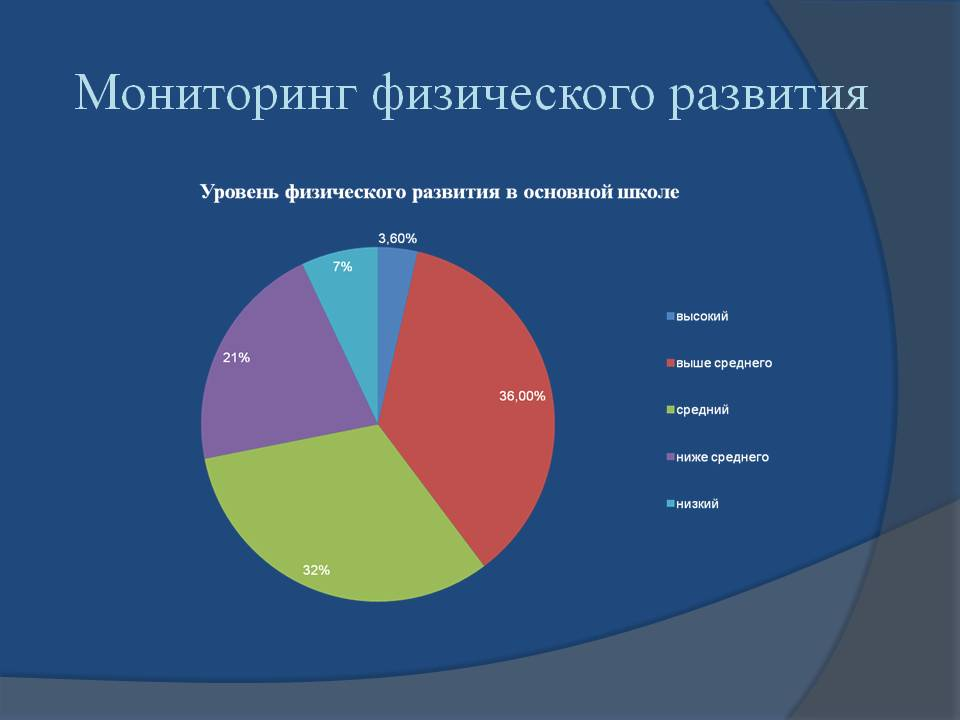 Мониторинг физического развития
Уровень физического развития в основной школе
3,60%
7%
21%
36,00%
32%
высокий
выше среднего
средний
ниже среднего
низкий